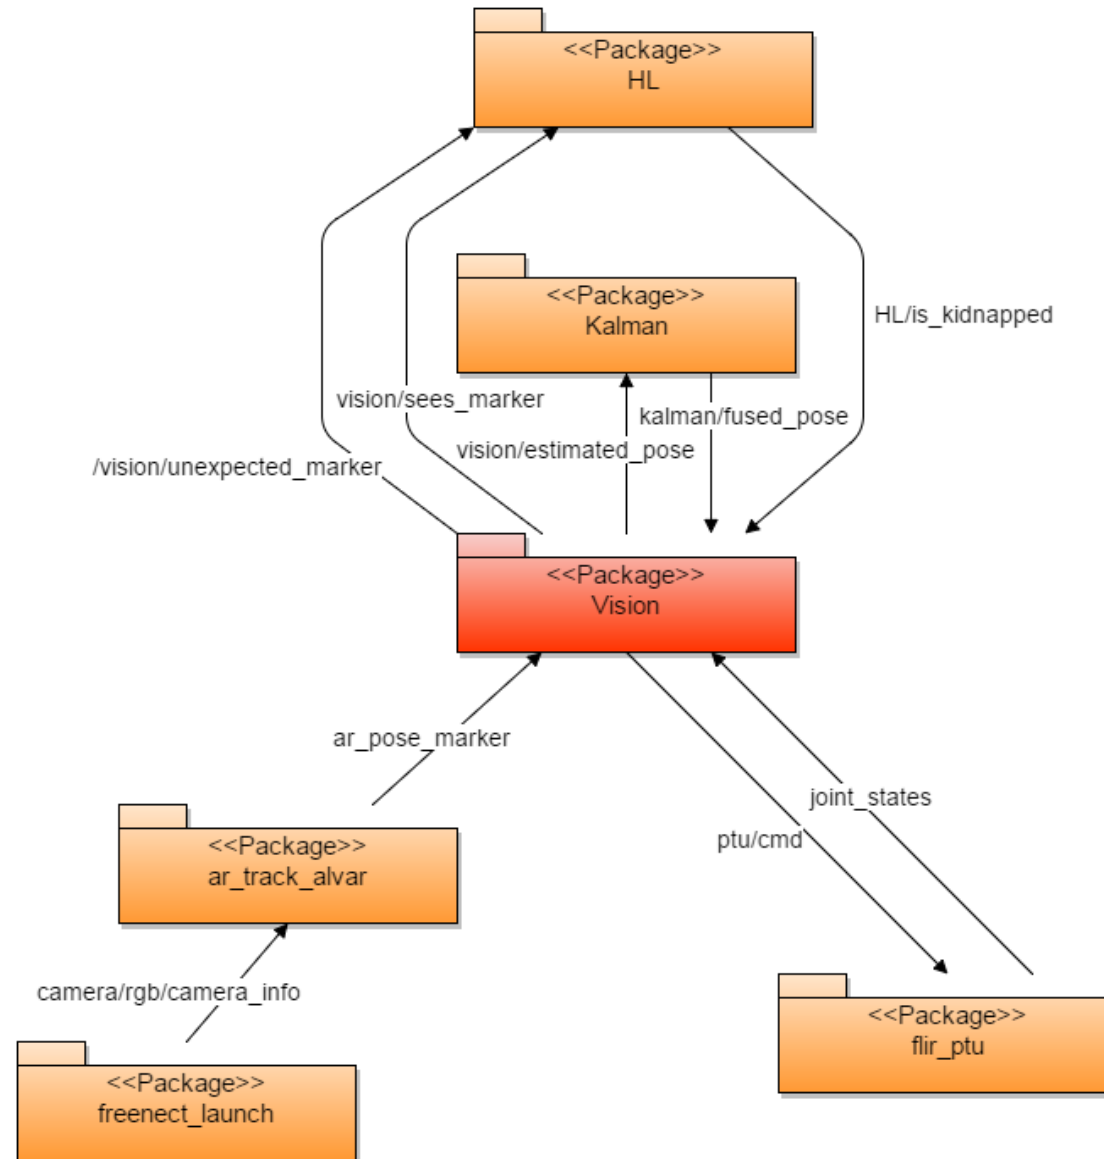 <<Package>>
HL
HL/is_kidnapped
<<Package>>
Kalman
vision/sees_marker
kalman/fused_pose
vision/estimated_pose
/vision/unexpected_marker
<<Package>>
Vision
ar_pose_marker
joint_states
ptu/cmd
<<Package>>
ar_track_alvar
camera/rgb/camera_info
<<Package>>
flir_ptu
<<Package>>
freenect_launch